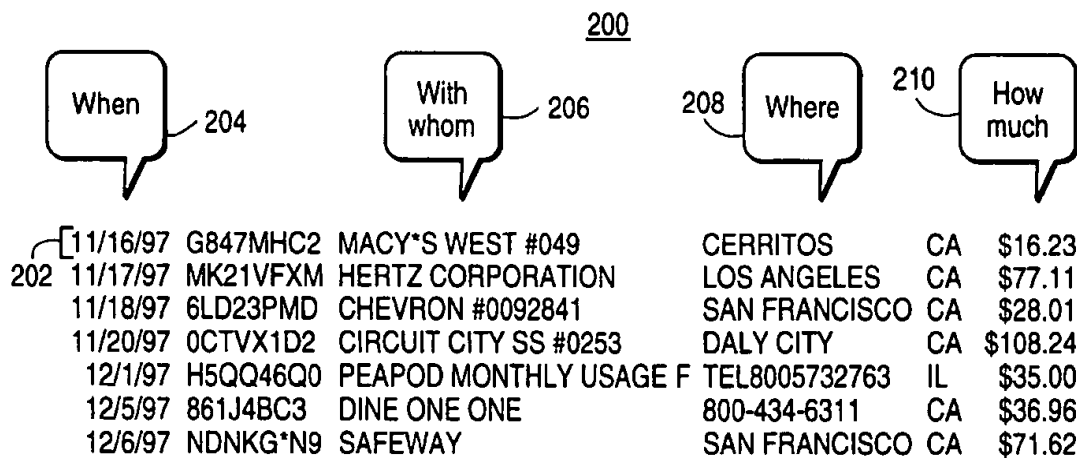 200
When
204
With
whom
206
208
Where
210
How
much
11/16/97 G847MHC2 MACY*S WEST #049 CERRITOS CA $16.23
202 11/17/97 MK21VFXM HERTZ CORPORATION LOS ANGELES CA $77.11
11/18/97 6LD23PMD CHEVRON #0092841 SAN FRANCISCO CA $28.01
11/20/97 0CTVX1D2 CIRCUIT CITY SS #0253 DALY CITY CA $108.24
12/1/97 H5QQ46Q0 PEAPOD MONTHLY USAGE F TEL8005732763 IL $35.00
12/5/97 861J4BC3 DINE ONE ONE 800-434-6311 CA $36.96
12/6/97 NDNKG*N9 SAFEWAY SAN FRANCISCO CA $71.62